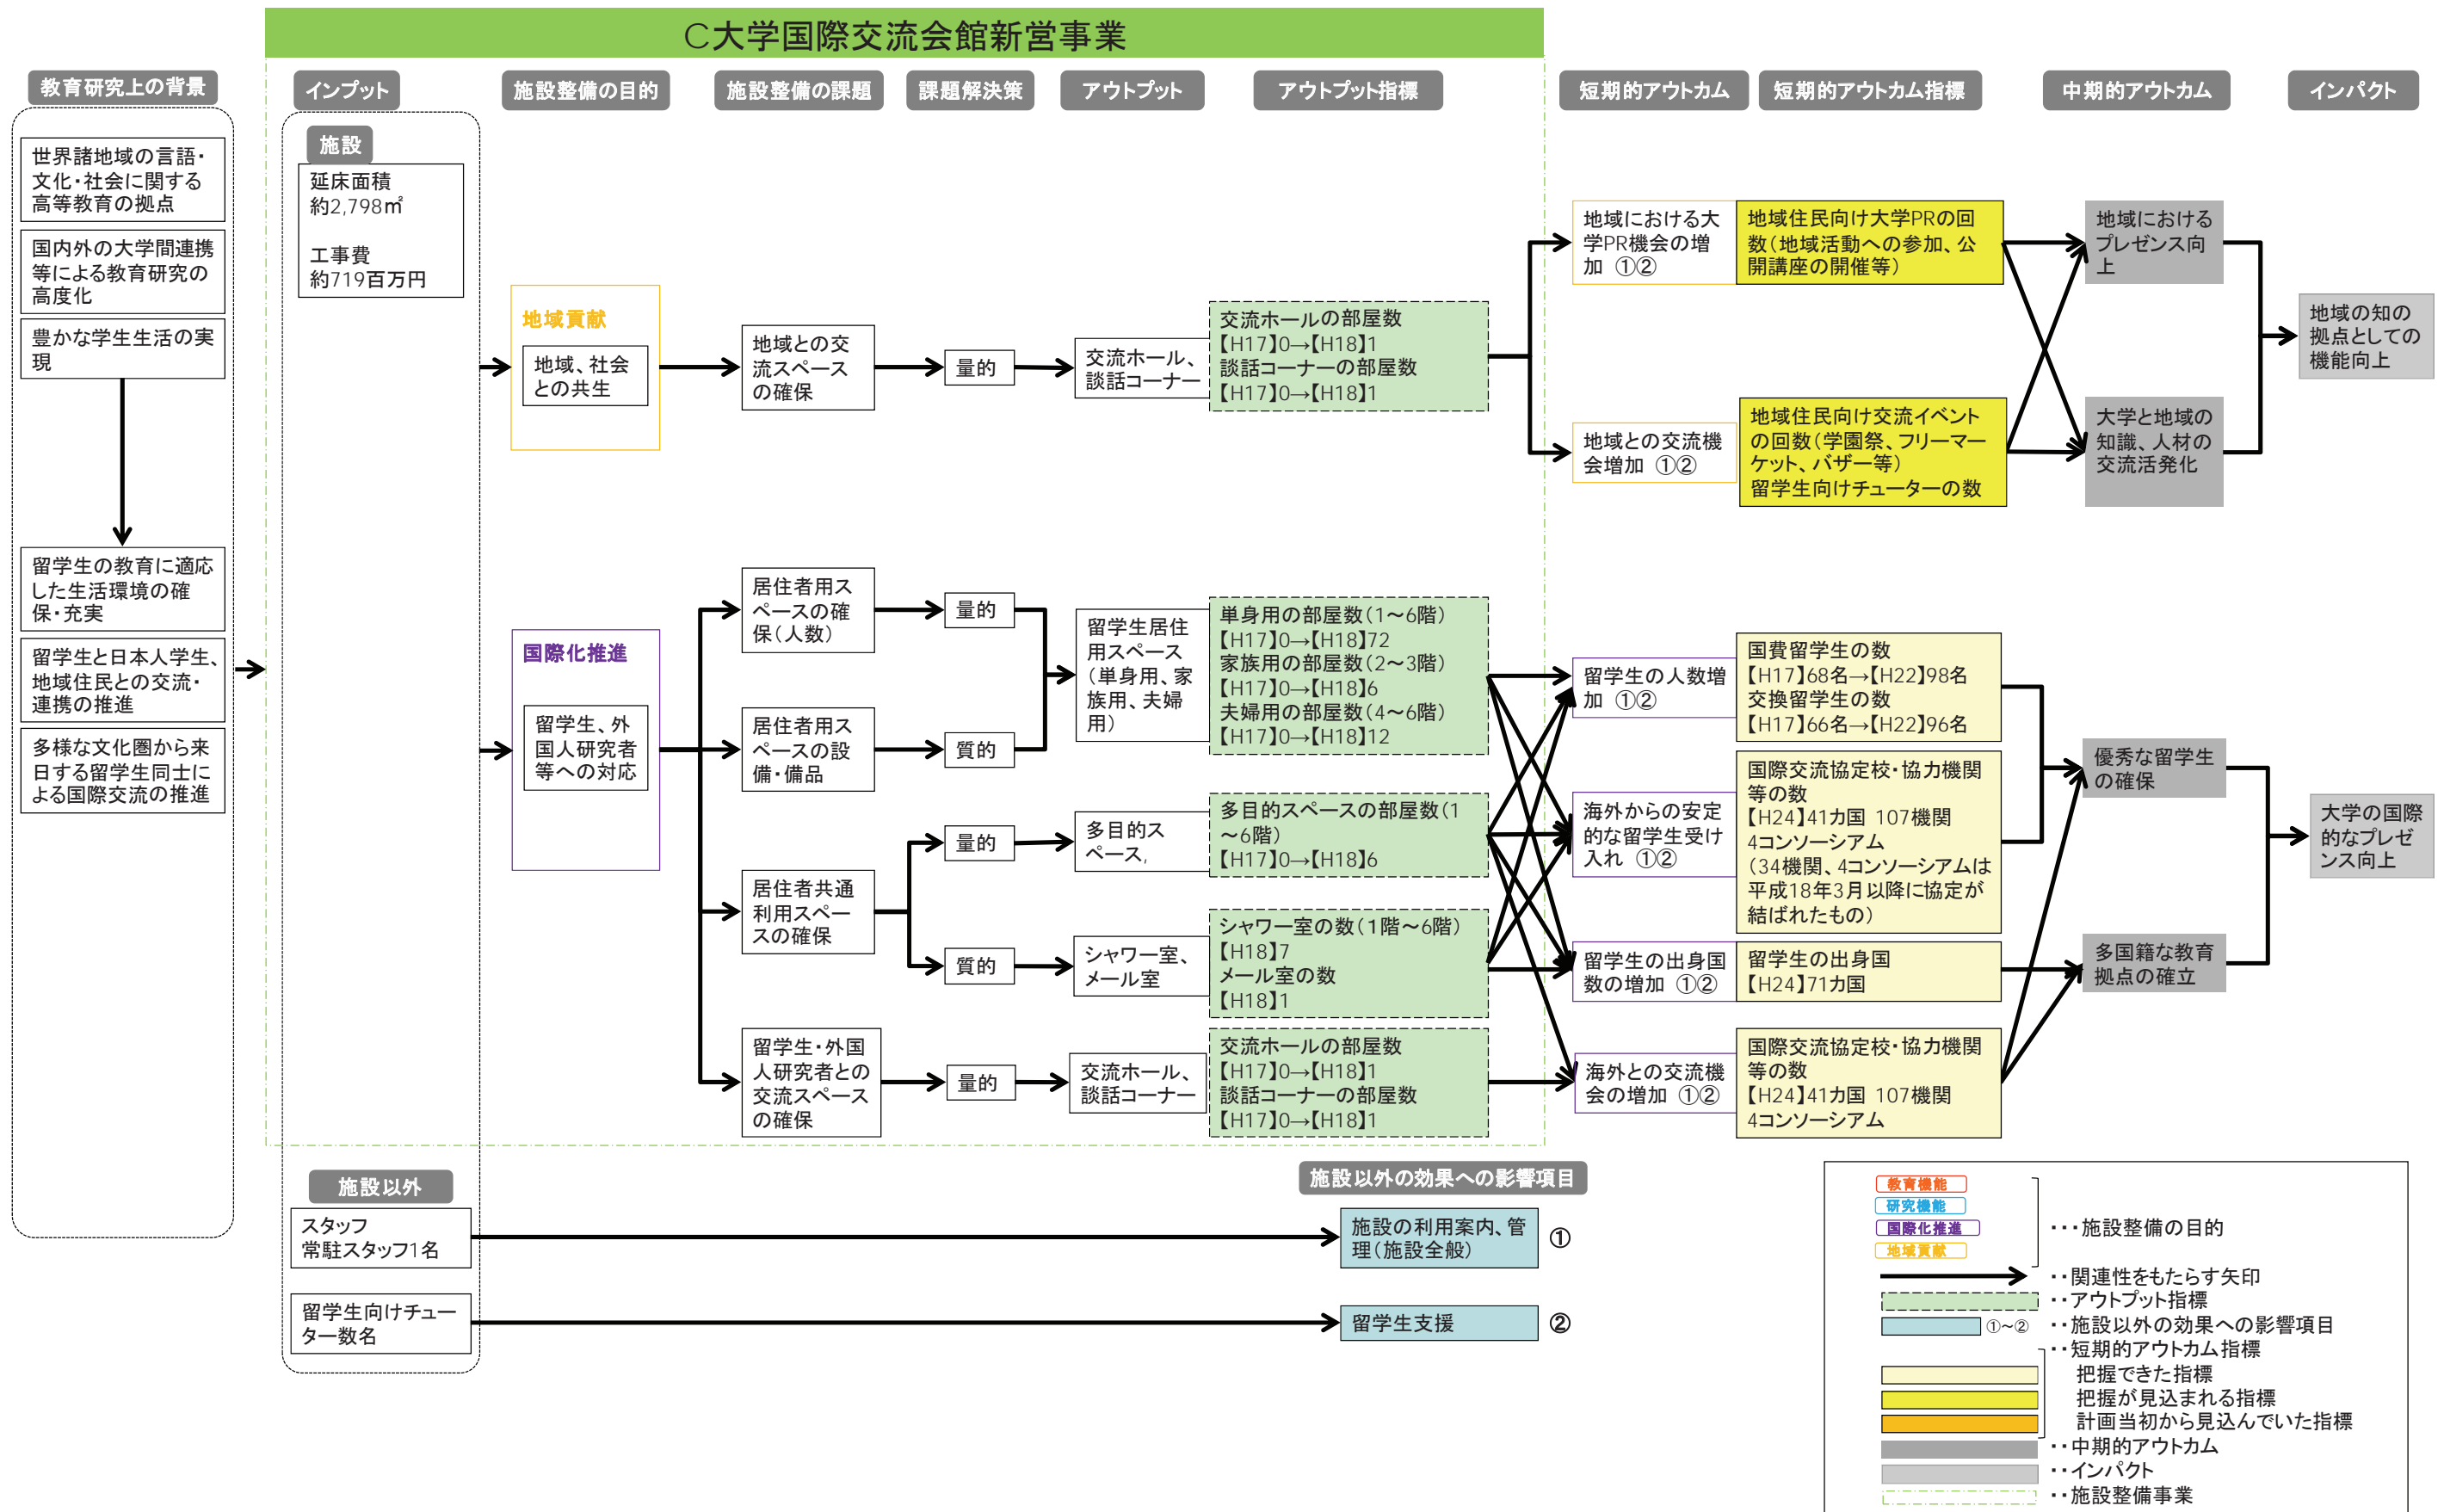 C大学国際交流会館新営事業
教育研究上の背景
インプット
施設整備の目的
施設整備の課題
課題解決策
アウトプット
アウトプット指標
短期的アウトカム
短期的アウトカム指標
中期的アウトカム
インパクト
世界諸地域の言語・
文化・社会に関する
高等教育の拠点
国内外の大学間連携
等による教育研究の
高度化
豊かな学生生活の実
現
留学生の教育に適応
した生活環境の確
保・充実
留学生と日本人学生、
地域住民との交流・
連携の推進
多様な文化圏から来
日する留学生同士に
よる国際交流の推進
施設
延床面積
約2,798㎡
工事費
約719百万円
地域貢献
地域、社会
との共生
地域との交
流スペース
の確保
量的
交流ホール、
談話コーナー
交流ホールの部屋数
【H17】0→【H18】1
談話コーナーの部屋数
【H17】0→【H18】1
地域における大
学PR機会の増
加 ①②
地域住民向け大学PRの回
数(地域活動への参加、公
開講座の開催等)
地域における
プレゼンス向
上
地域との交流機
会増加 ①②
地域住民向け交流イベント
の回数(学園祭、フリーマー
ケット、バザー等)
留学生向けチューターの数
大学と地域の
知識、人材の
交流活発化
地域の知の
拠点としての
機能向上
国際化推進
留学生、外
国人研究者
等への対応
居住者用ス
ペースの確
保(人数)
量的
居住者用ス
ペースの設
備・備品
質的
留学生居住
用スペース
(単身用、家
族用、夫婦
用)
単身用の部屋数(1~6階)
【H17】0→【H18】72
家族用の部屋数(2~3階)
【H17】0→【H18】6
夫婦用の部屋数(4~6階)
【H17】0→【H18】12
居住者共通
利用スペー
スの確保
量的
多目的ス
ペース,
多目的スペースの部屋数(1
~6階)
【H17】0→【H18】6
質的
シャワー室、
メール室
シャワー室の数(1階~6階)
【H18】7
メール室の数
【H18】1
留学生・外国
人研究者との
交流スペース
の確保
量的
交流ホール、
談話コーナー
交流ホールの部屋数
【H17】0→【H18】1
談話コーナーの部屋数
【H17】0→【H18】1
留学生の人数増
加 ①②
国費留学生の数
【H17】68名→【H22】98名
交換留学生の数
【H17】66名→【H22】96名
海外からの安定
的な留学生受け
入れ ①②
国際交流協定校・協力機関
等の数
【H24】41カ国 107機関
4コンソーシアム
(34機関、4コンソーシアムは
平成18年3月以降に協定が
結ばれたもの)
留学生の出身国
数の増加 ①②
留学生の出身国
【H24】71カ国
海外との交流機
会の増加 ①②
国際交流協定校・協力機関
等の数
【H24】41カ国 107機関
4コンソーシアム
優秀な留学生
の確保
多国籍な教育
拠点の確立
大学の国際
的なプレゼ
ンス向上
施設以外
施設以外の効果への影響項目
スタッフ
常駐スタッフ1名
施設の利用案内、管
理(施設全般)
①
留学生向けチュー
ター数名
留学生支援
②
教育機能
研究機能
国際化推進
地域貢献
・・・施設整備の目的
・・関連性をもたらす矢印
・・アウトプット指標
①~② ・・施設以外の効果への影響項目
・・短期的アウトカム指標
把握できた指標
把握が見込まれる指標
計画当初から見込んでいた指標
・・中期的アウトカム
・・インパクト
・・施設整備事業